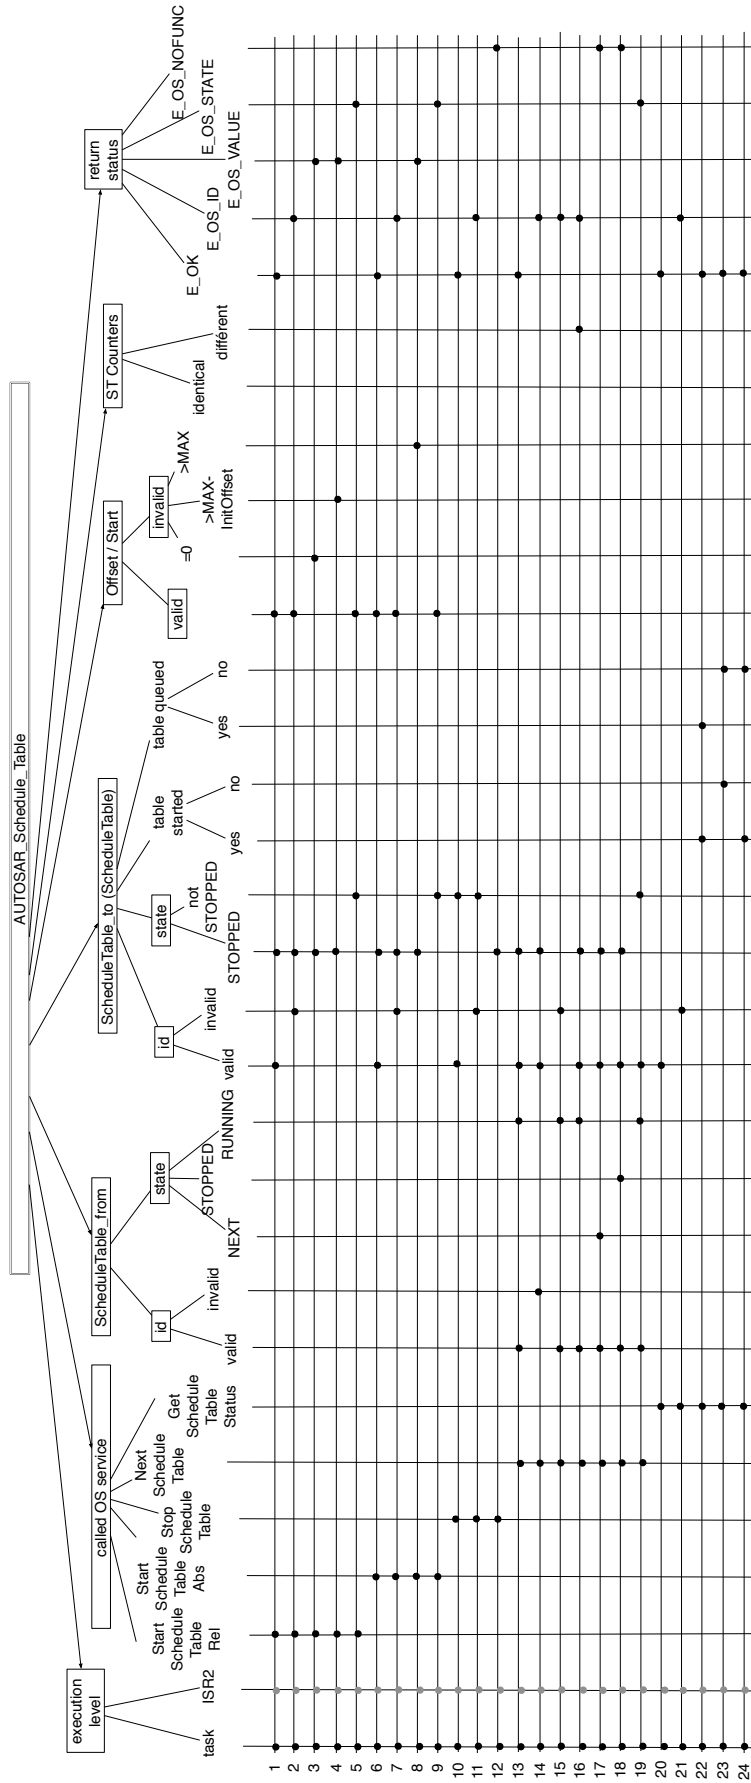 AUTOSAR_Schedule_Table
execution
level
called OS service
ScheduleTable_from
ScheduleTable_to (ScheduleTable)
Offset / Start
ST Counters
return
status
task
ISR2
Start
Schedule
Table
Rel
Start
Schedule
Table
Abs
Stop
Schedule
Table
Next
Schedule
Table
Get
Schedule
Table
Status
id
valid
invalid
state
NEXT
STOPPED
RUNNING
id
valid
invalid
state
STOPPED
not
STOPPED
table
started
yes
no
table queued
yes
no
valid
invalid
=0
>MAX-
InitOffset
>MAX
identical
différent
E_OK
E_OS_ID
E_OS_VALUE
E_OS_STATE
E_OS_NOFUNC
1
2
3
4
5
6
7
8
9
10
11
12
13
14
15
16
17
18
19
20
21
22
23
24